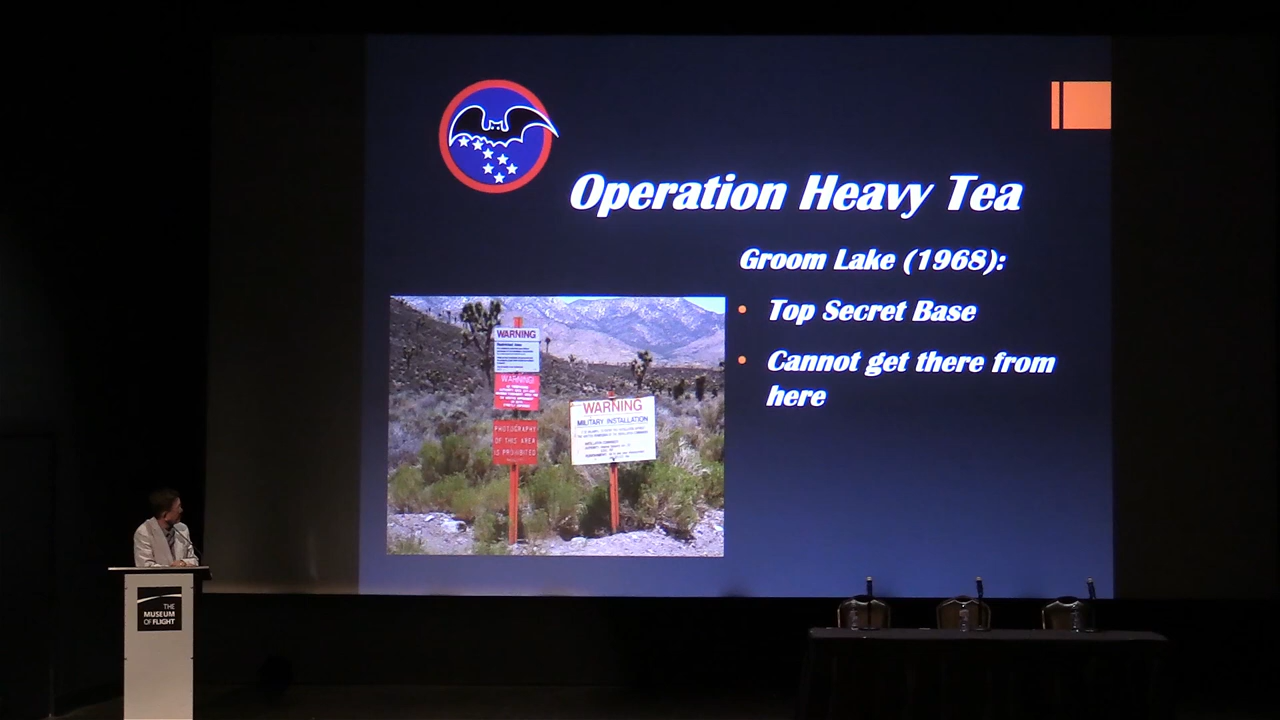 Operation Heavy Tea
Groom Lake (1968):
Top Secret Base
Cannot get there from
here
WARNING
WARNING
PHOTOGRAPHY
OF THIS AREA
IS PROHIBITED
WARNING
MILITARY INSTALLATION
THE
MUSEUM
OF FLIGHT